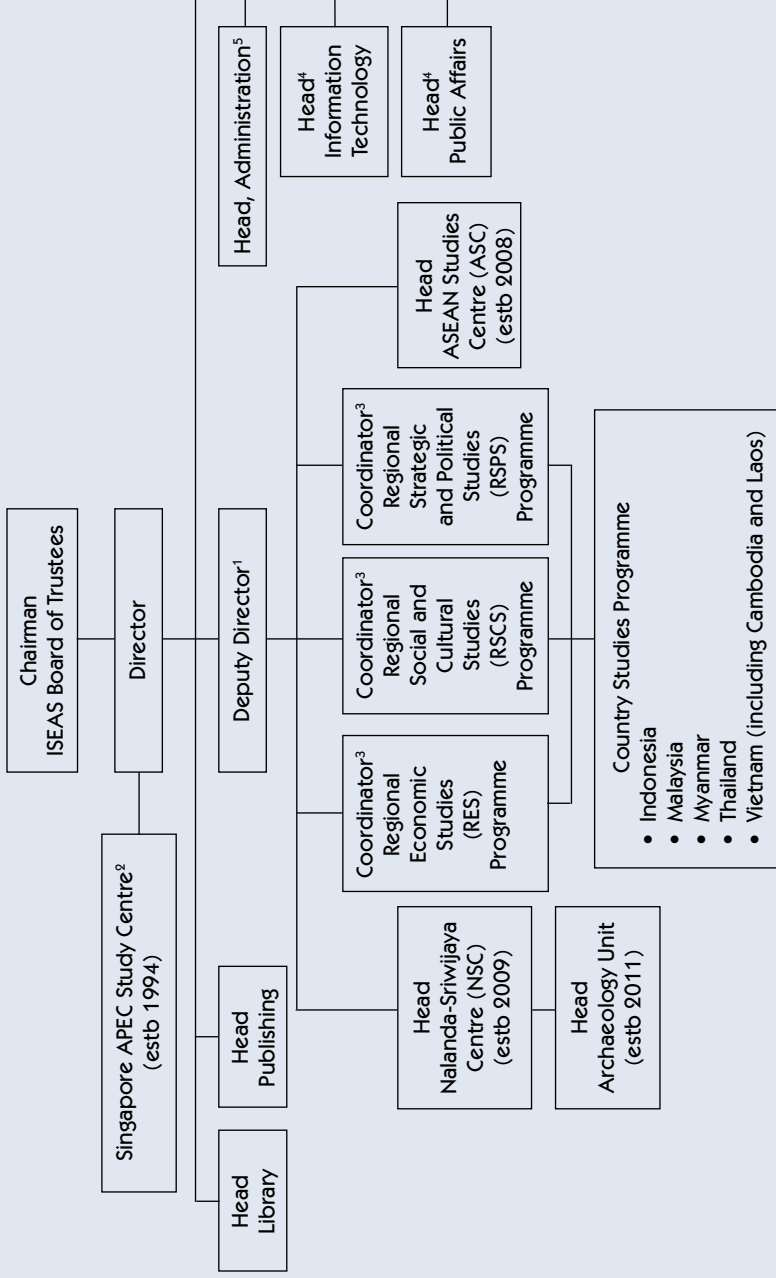 Chairman
ISEAS Board of Trustees
Singapore APEC Study Centre²
(estb 1994)
Director
Head
Library
Head
Publishing
Deputy Director¹
Head, Administration⁵
Head⁴
Information
Technology
Head⁴
Public Affairs
Head
Nalanda-Sriwijaya
Centre (NSC)
(estb 2009)
Head
Archaeology Unit
(estb 2011)
Coordinator³
Regional
Economic
Studies
(RES)
Programme
Coordinator³
Regional
Social and
Cultural
Studies
(RSCS)
Programme
Coordinator³
Regional
Strategic
and Political
Studies
(RSPS)
Programme
Head
ASEAN Studies
Centre (ASC)
(estb 2008)
Country Studies Programme
• Indonesia
• Malaysia
• Myanmar
• Thailand
• Vietnam (including Cambodia and Laos)